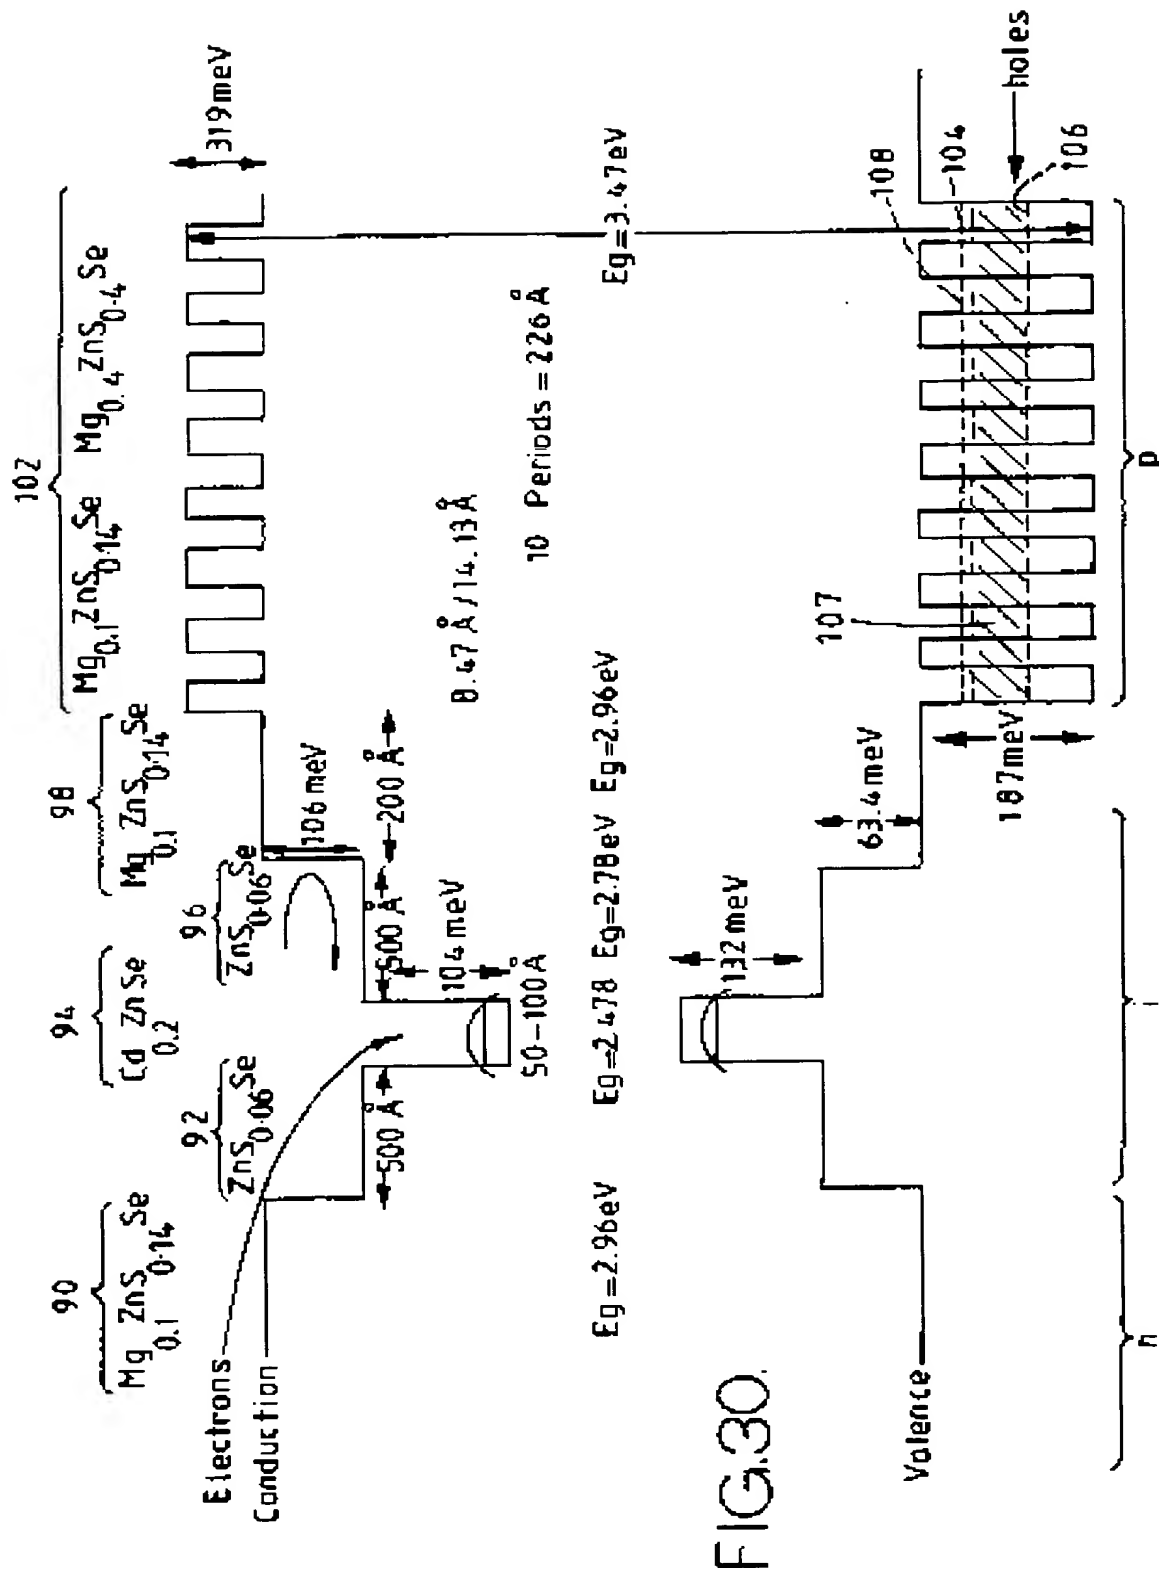 102
Mg0.1ZnS0.14Se Mg0.4ZnS0.4Se
319meV
98
Mg0.1ZnS0.14Se
96
ZnS0.06Se
94
Cd0.2ZnSe
92
ZnS0.06Se
90
Mg0.1ZnS0.14Se
Electrons
Conduction
106meV
500Å
500Å
200Å
104meV
50-100Å
8.47Å/14.13Å
10 Periods=226Å
Eg=2.96eV
Eg=2.478
Eg=2.78eV
Eg=2.96eV
Eg=3.47eV
132meV
63.4meV
187meV
107
108
104
holes
106
Valence
n
i
p
FIG.30.